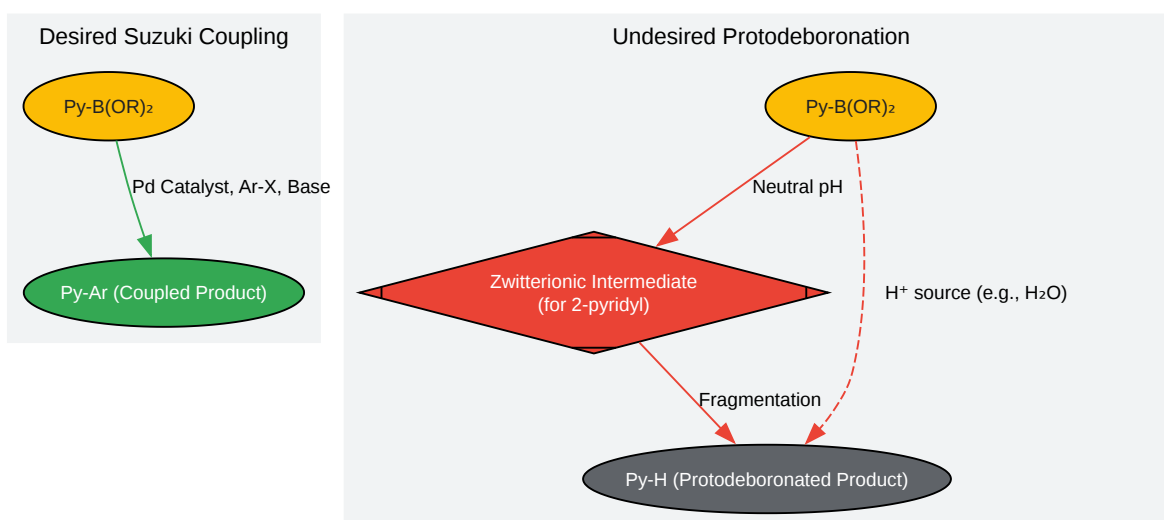 Desired Suzuki Coupling
Py-B(OR)₂
Pd Catalyst, Ar-X, Base
Py-Ar (Coupled Product)
Undesired Protodeboronation
Py-B(OR)₂
Neutral pH
Zwitterionic Intermediate
(for 2-pyridyl)
H⁺ source (e.g., H₂O)
Fragmentation
Py-H (Protodeboronated Product)